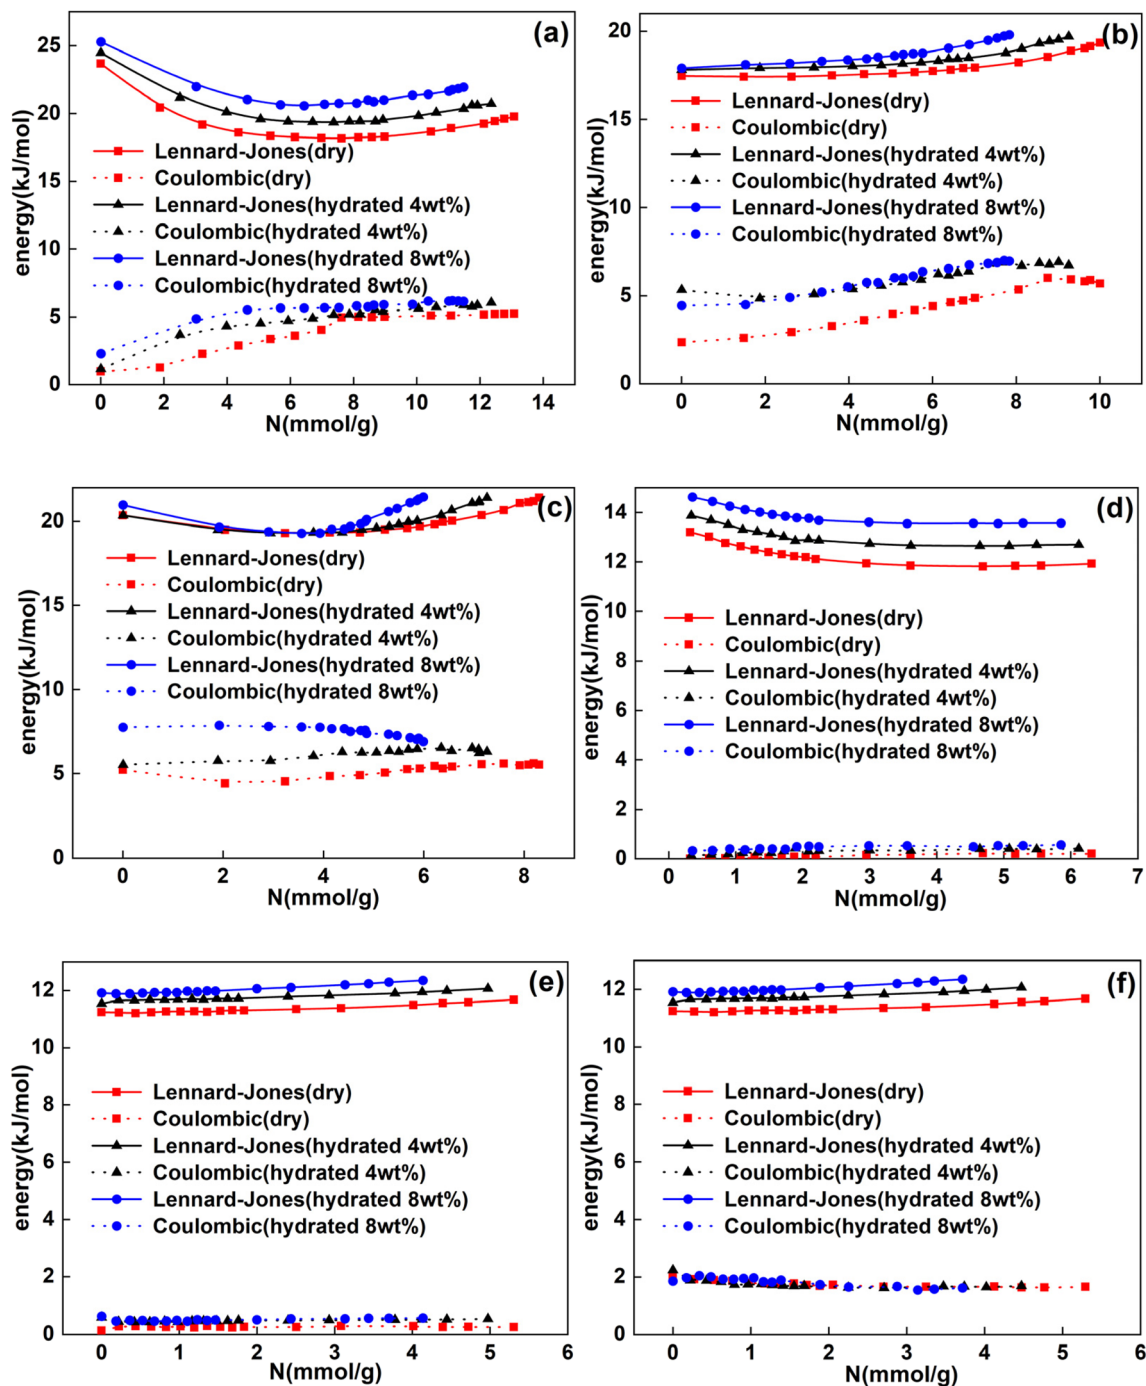 (a)
energy(kJ/mol)
25
20
15
10
5
0
Lennard-Jones(dry)
Coulombic(dry)
Lennard-Jones(hydrated 4wt%)
Coulombic(hydrated 4wt%)
Lennard-Jones(hydrated 8wt%)
Coulombic(hydrated 8wt%)
0 2 4 6 8 10 12 14
N(mmol/g)
(b)
energy(kJ/mol)
20
15
10
5
0
Lennard-Jones(dry)
Coulombic(dry)
Lennard-Jones(hydrated 4wt%)
Coulombic(hydrated 4wt%)
Lennard-Jones(hydrated 8wt%)
Coulombic(hydrated 8wt%)
0 2 4 6 8 10
N(mmol/g)
(c)
energy(kJ/mol)
20
15
10
5
0
Lennard-Jones(dry)
Coulombic(dry)
Lennard-Jones(hydrated 4wt%)
Coulombic(hydrated 4wt%)
Lennard-Jones(hydrated 8wt%)
Coulombic(hydrated 8wt%)
0 2 4 6 8
N(mmol/g)
(d)
energy(kJ/mol)
14
12
10
8
6
4
2
0
Lennard-Jones(dry)
Coulombic(dry)
Lennard-Jones(hydrated 4wt%)
Coulombic(hydrated 4wt%)
Lennard-Jones(hydrated 8wt%)
Coulombic(hydrated 8wt%)
0 1 2 3 4 5 6 7
N(mmol/g)
(e)
energy(kJ/mol)
12
10
8
6
4
2
0
Lennard-Jones(dry)
Coulombic(dry)
Lennard-Jones(hydrated 4wt%)
Coulombic(hydrated 4wt%)
Lennard-Jones(hydrated 8wt%)
Coulombic(hydrated 8wt%)
0 1 2 3 4 5 6
N(mmol/g)
(f)
energy(kJ/mol)
12
10
8
6
4
2
0
Lennard-Jones(dry)
Coulombic(dry)
Lennard-Jones(hydrated 4wt%)
Coulombic(hydrated 4wt%)
Lennard-Jones(hydrated 8wt%)
Coulombic(hydrated 8wt%)
0 1 2 3 4 5 6
N(mmol/g)